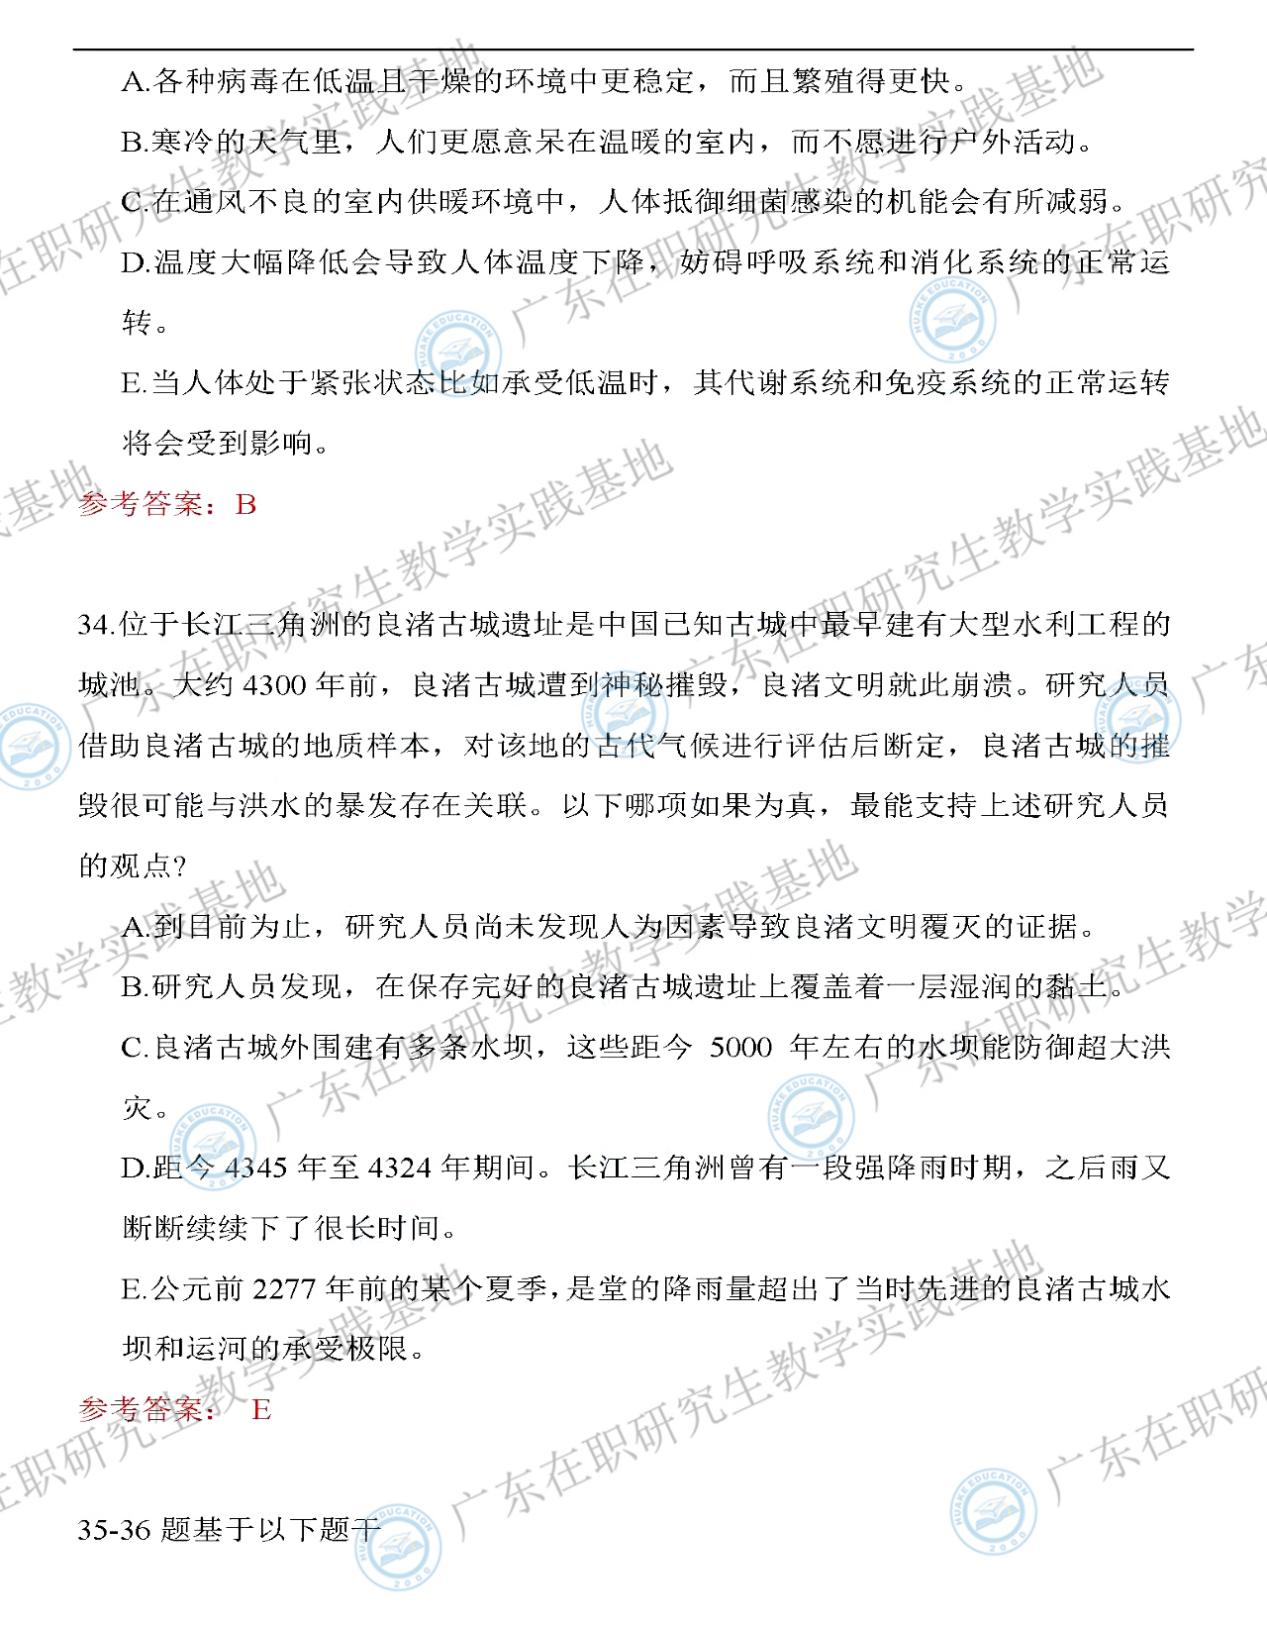 A.各种病毒在低温且干燥的环境中更稳定，而且繁殖得更快。
B.寒冷的天气里，人们更愿意呆在温暖的室内，而不愿进行户外活动。
C.在通风不良的室内供暖环境中，人体抵御细菌感染的机能会有所减弱。
D.温度大幅降低会导致人体温度下降，妨碍呼吸系统和消化系统的正常运
转。
E.当人体处于紧张状态比如承受低温时，其代谢系统和免疫系统的正常运转
将会受到影响。
参考答案：B
34.位于长江三角洲的良渚古城遗址是中国已知古城中最早建有大型水利工程的
城池。大约 4300 年前，良渚古城遭到神秘摧毁，良渚文明就此崩溃。研究人员
借助良渚古城的地质样本，对该地的古代气候进行评估后断定，良渚古城的摧
毁很可能与洪水的暴发存在关联。以下哪项如果为真，最能支持上述研究人员
的观点?
A.到目前为止，研究人员尚未发现人为因素导致良渚文明覆灭的证据。
B.研究人员发现，在保存完好的良渚古城遗址上覆盖着一层湿润的黏土。
C.良渚古城外围建有多条水坝，这些距今 5000 年左右的水坝能防御超大洪
灾。
D.距今 4345 年至 4324 年期间。长江三角洲曾有一段强降雨时期，之后雨又
断断续续下了很长时间。
E.公元前 2277 年前的某个夏季，是堂的降雨量超出了当时先进的良渚古城水
坝和运河的承受极限。
参考答案： E
35-36 题基于以下题干
广东在职研究生教学实践基地
HUAKE EDUCATION
2000